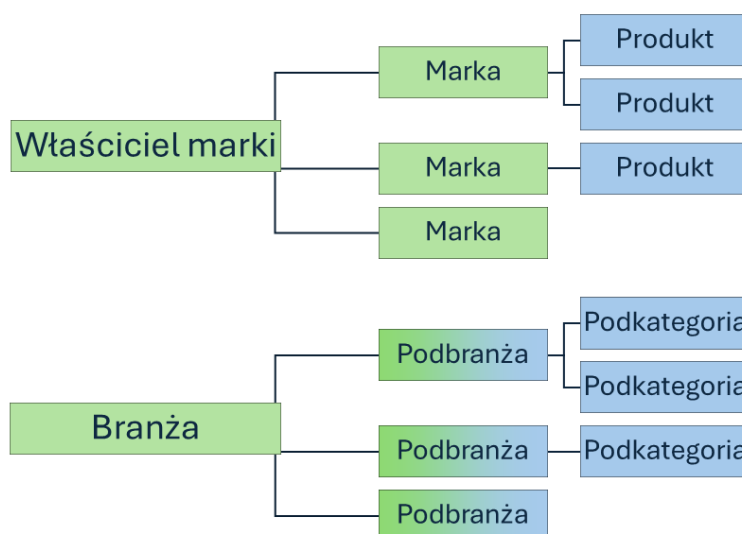 Właściciel marki
Marka
Produkt
Produkt
Marka
Produkt
Marka
Branża
Podbranża
Podkategoria
Podkategoria
Podbranża
Podkategoria
Podbranża